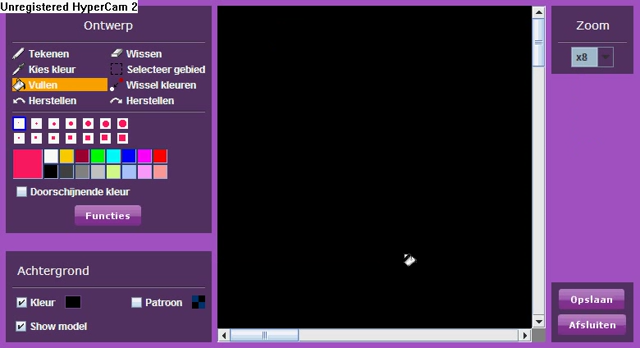 Unregistered HyperCam 2
Ontwerp
Tekenen
Wissen
Kies kleur
Selecteer gebied
Vullen
Wissel kleuren
Herstellen
Herstellen
Doorschijnende kleur
Functies
Achtergrond
Kleur
Patroon
Show model
Zoom
x8
Opslaan
Afsluiten